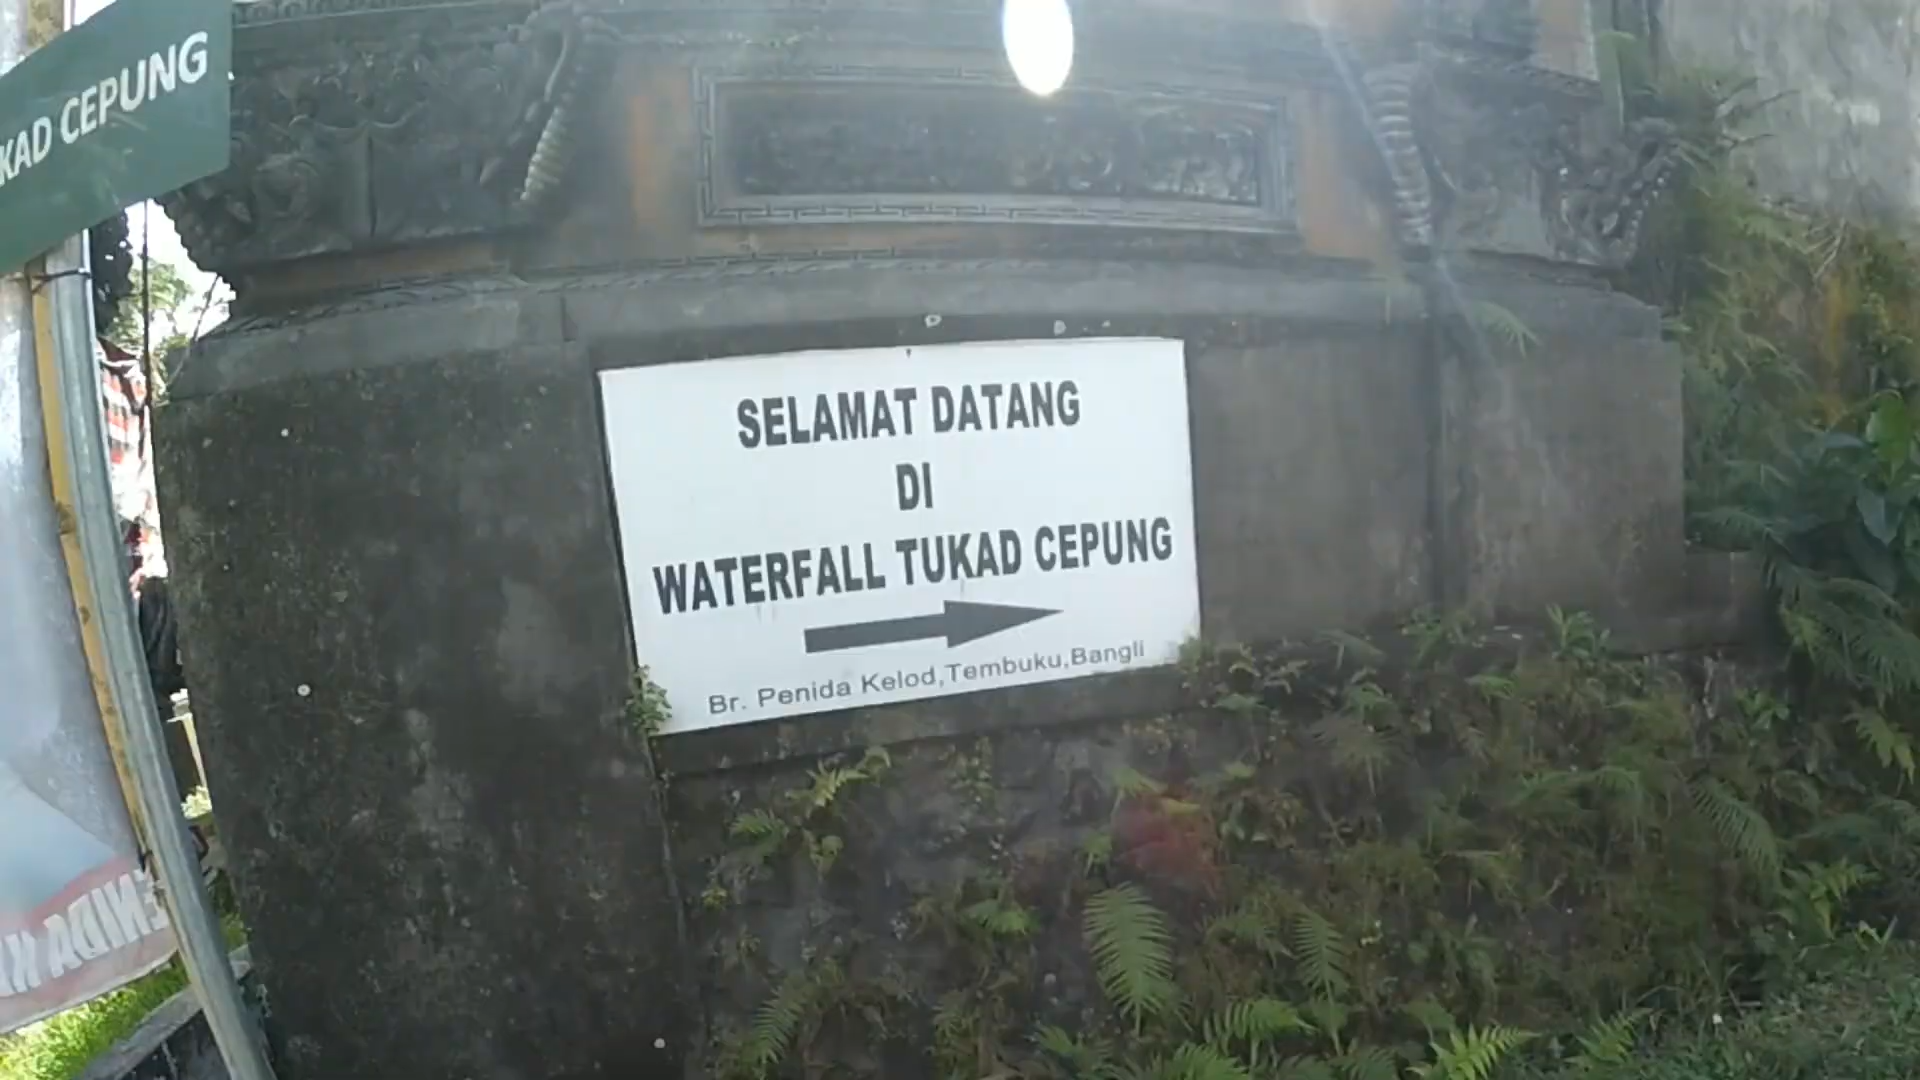 KAD CEPUNG
SELAMAT DATANG
DI
WATERFALL TUKAD CEPUNG
Br. Penida Kelod,Tembuku,Bangli